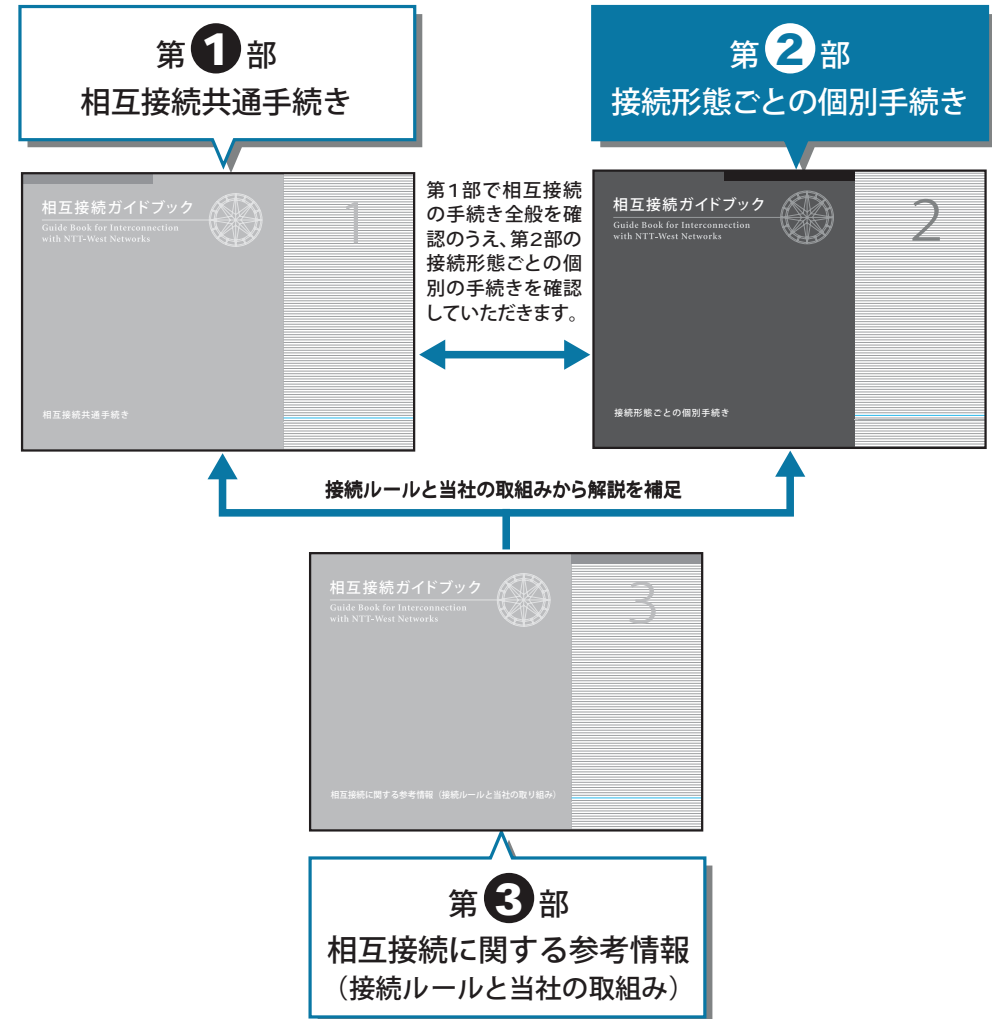 第1部
相互接続共通手続き
第2部
接続形態ごとの個別手続き
相互接続ガイドブック
Guide Book for Interconnection
with NTT-West Networks
1
相互接続共通手続き
第1部で相互接続
の手続き全般を確
認のうえ、第2部の
接続形態ごとの個
別の手続きを確認
していただきます。
相互接続ガイドブック
Guide Book for Interconnection
with NTT-West Networks
2
接続形態ごとの個別手続き
接続ルールと当社の取組みから解説を補足
相互接続ガイドブック
Guide Book for Interconnection
with NTT-West Networks
3
相互接続に関する参考情報（接続ルールと当社の取り組み）
第3部
相互接続に関する参考情報
（接続ルールと当社の取組み）